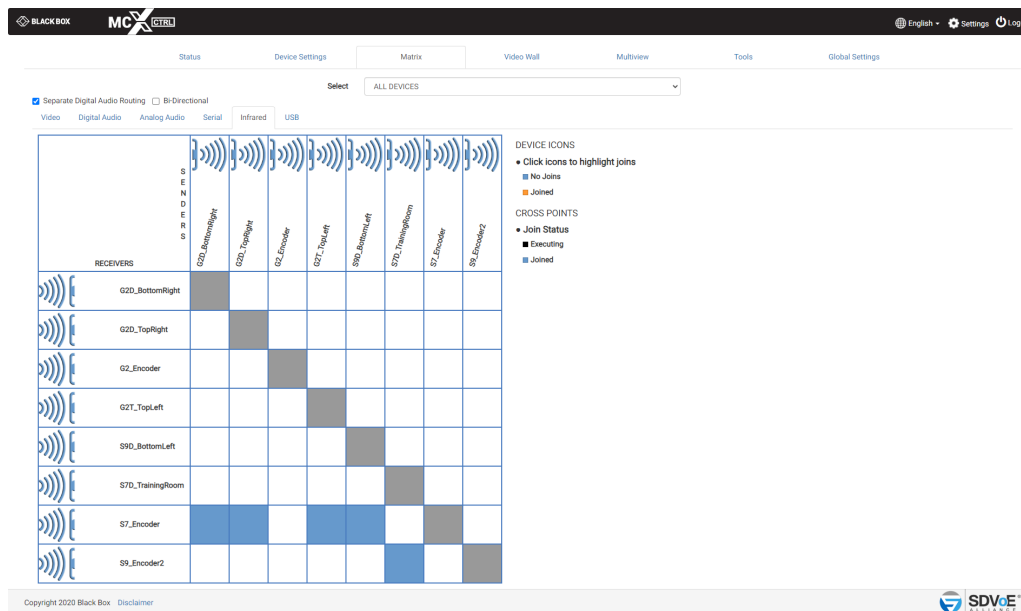 BLACK BOX MCX CTRL English Settings Log
Status Device Settings Matrix Video Wall Multiview Tools Global Settings
Select ALL DEVICES
Separate Digital Audio Routing Bi-Directional
Video Digital Audio Analog Audio Serial Infrared USB
SENDERS
G2D_BottomRight
G2D_TopRight
G2_Encoder
G2T_TopLeft
S9D_BottomLeft
S7D_TrainingRoom
S7_Encoder
S9_Encoder2
RECEIVERS
G2D_BottomRight
G2D_TopRight
G2_Encoder
G2T_TopLeft
S9D_BottomLeft
S7D_TrainingRoom
S7_Encoder
S9_Encoder2
DEVICE ICONS
• Click icons to highlight joins
No Joins
Joined
CROSS POINTS
• Join Status
Executing
Joined
Copyright 2020 Black Box Disclaimer
SDVoE
ALLIANCE